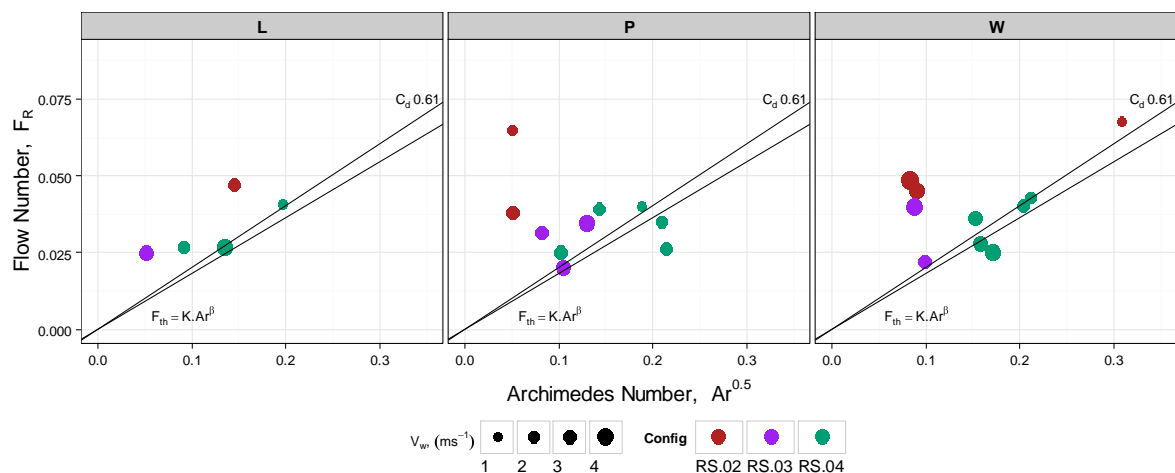 L P W
C_d 0.61 C_d 0.61 C_d 0.61
0.075
0.050
0.025
0.000
Flow Number, F_R
F_th = K.Ar^β F_th = K.Ar^β F_th = K.Ar^β
0.0 0.1 0.2 0.3 0.0 0.1 0.2 0.3 0.0 0.1 0.2 0.3
Archimedes Number, Ar^0.5
V_w, (ms^−1) Config
1 2 3 4 RS.02 RS.03 RS.04